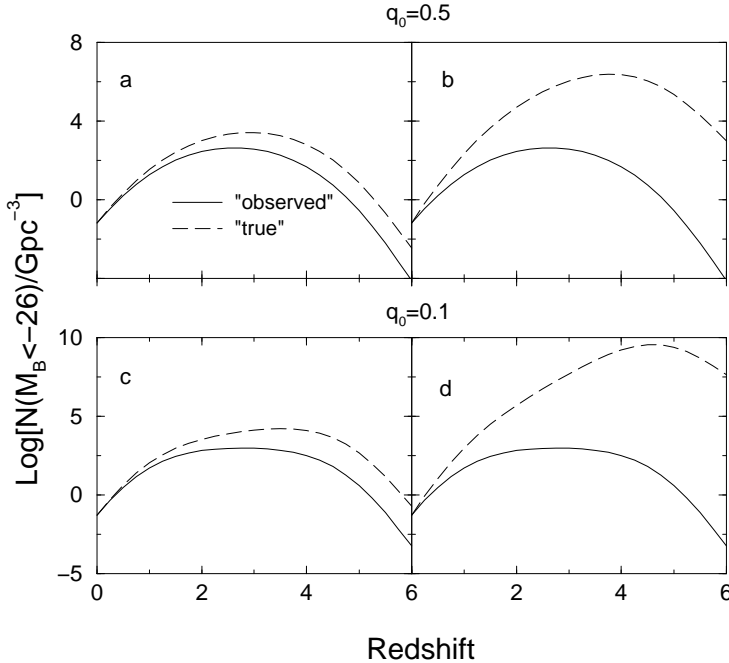 q₀=0.5
8
4
0
a
b
"observed"
"true"
q₀=0.1
10
5
0
−5
c
d
0
2
4
6
2
4
6
Log[N(M_B<−26)/Gpc⁻³]
Redshift